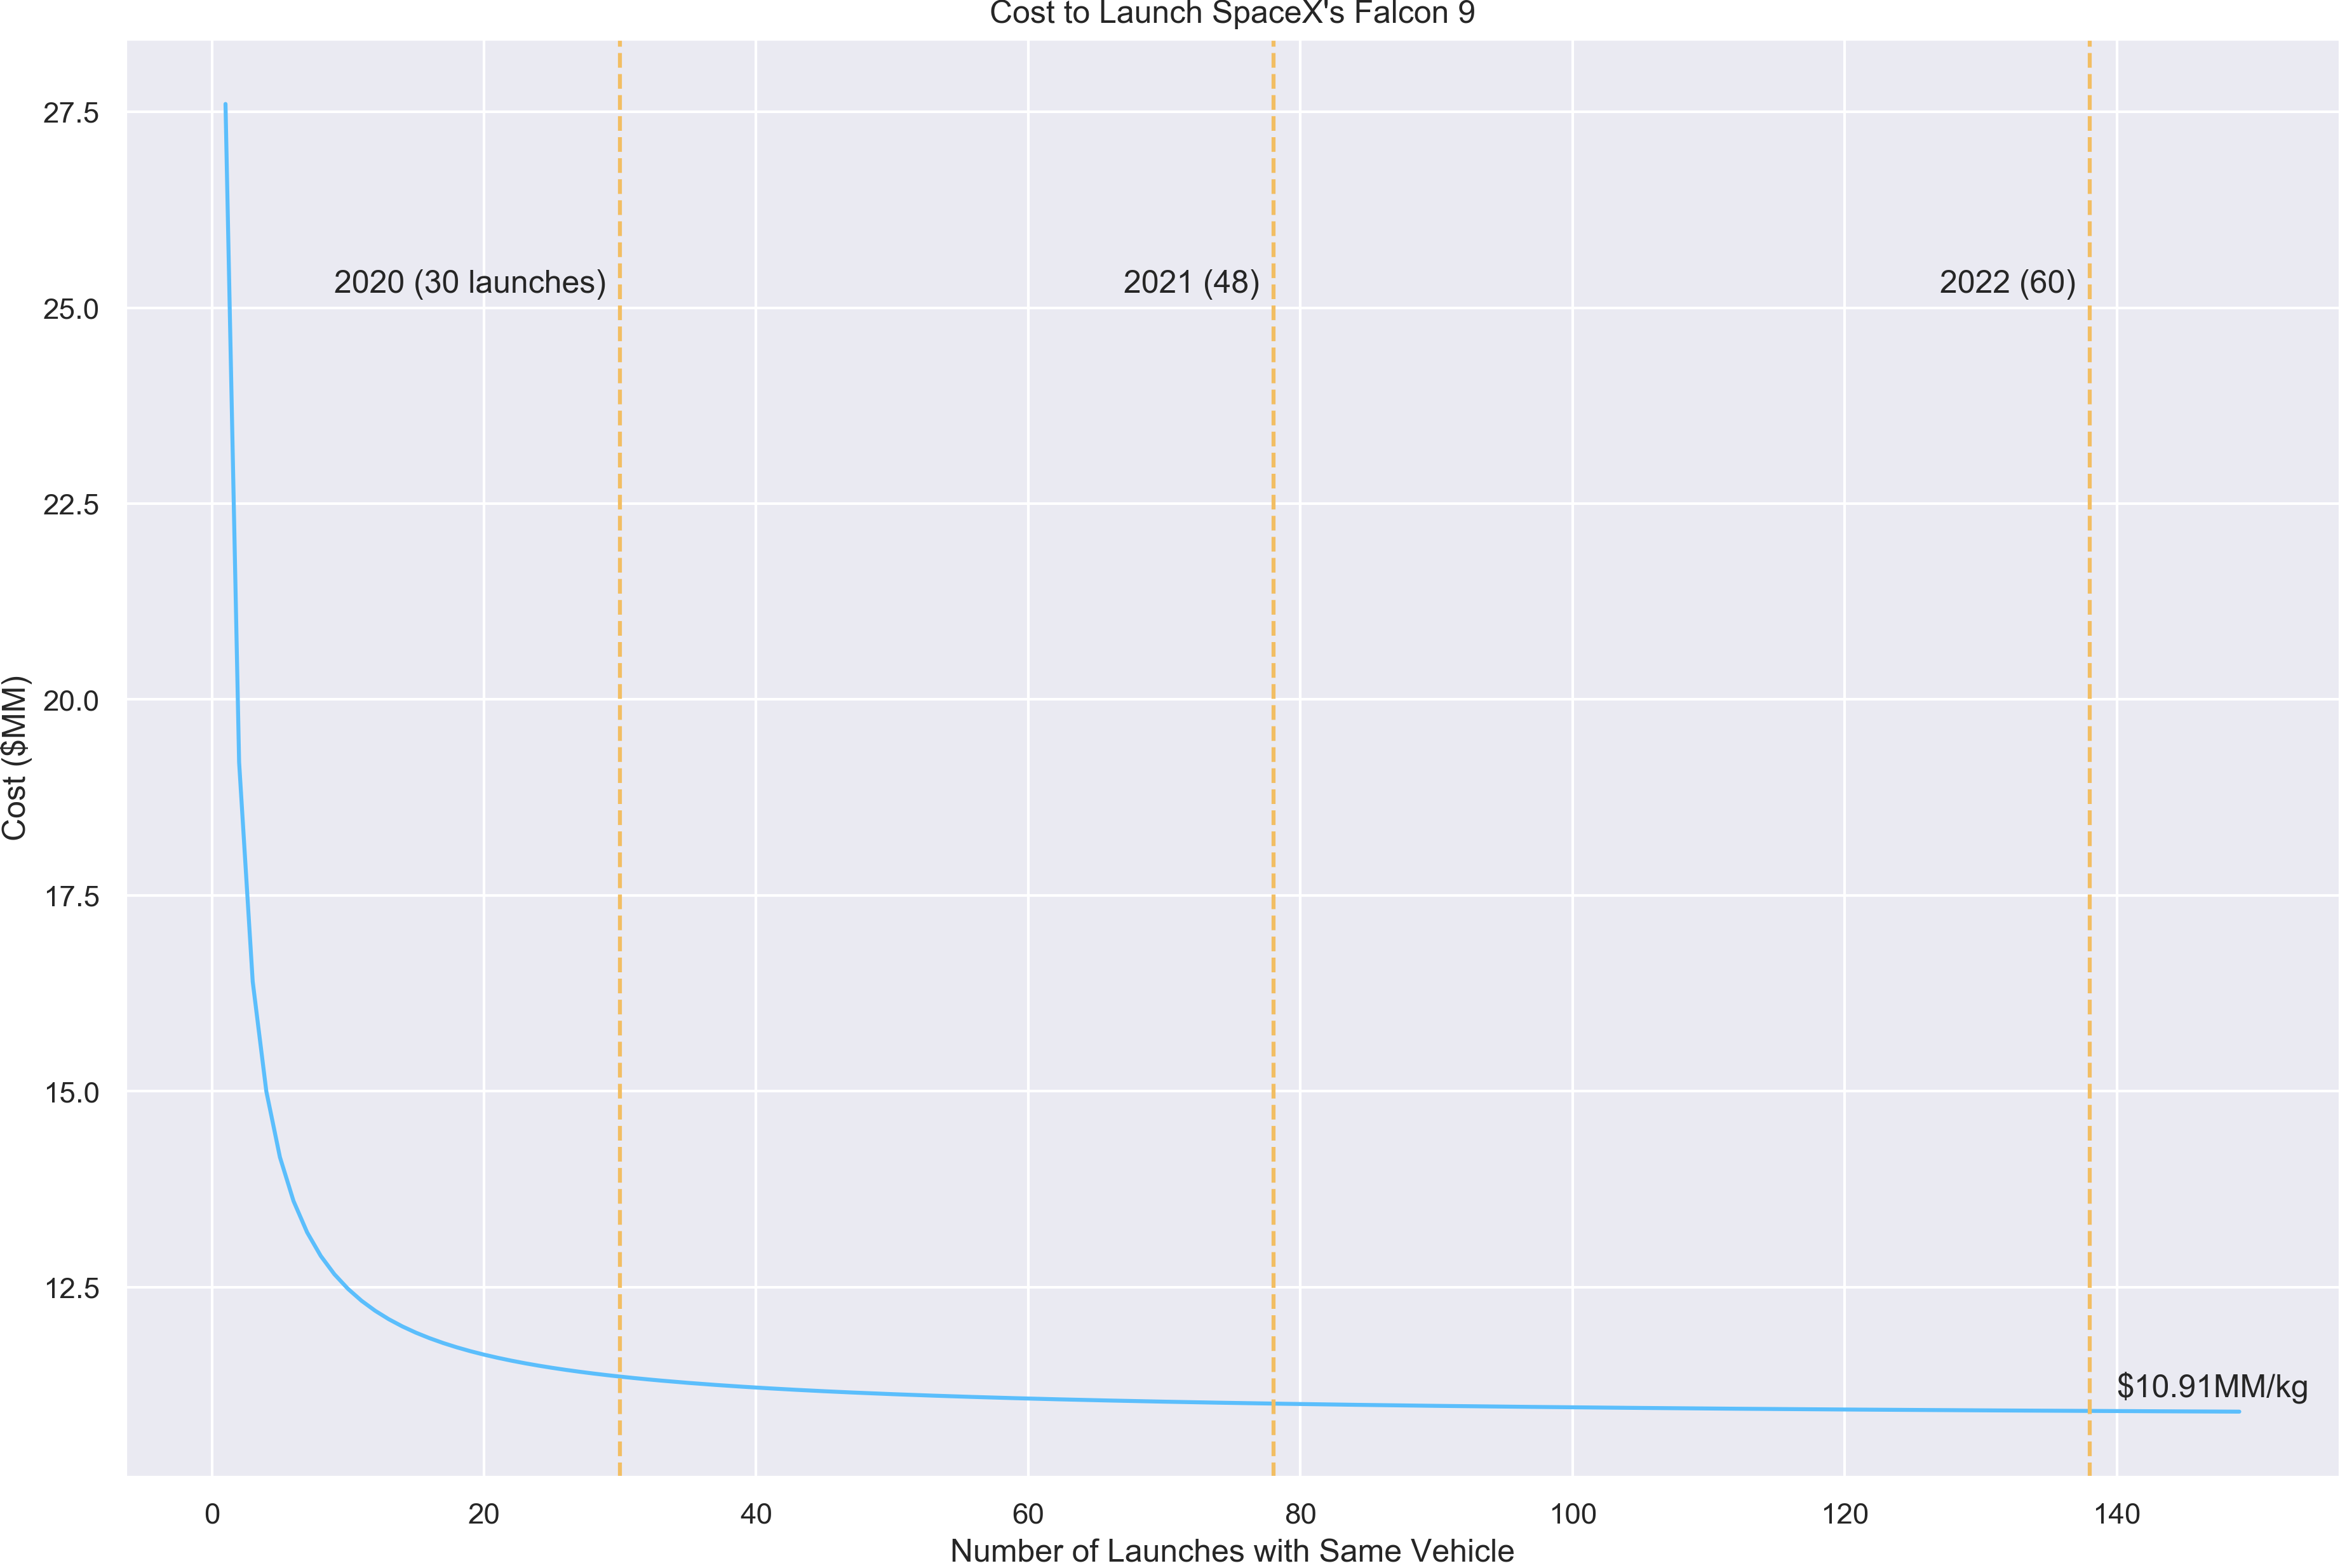 Cost to Launch SpaceX's Falcon 9
27.5
25.0
22.5
20.0
17.5
15.0
12.5
Cost ($MM)
2020 (30 launches)
2021 (48)
2022 (60)
$10.91MM/kg
0 20 40 60 80 100 120 140
Number of Launches with Same Vehicle